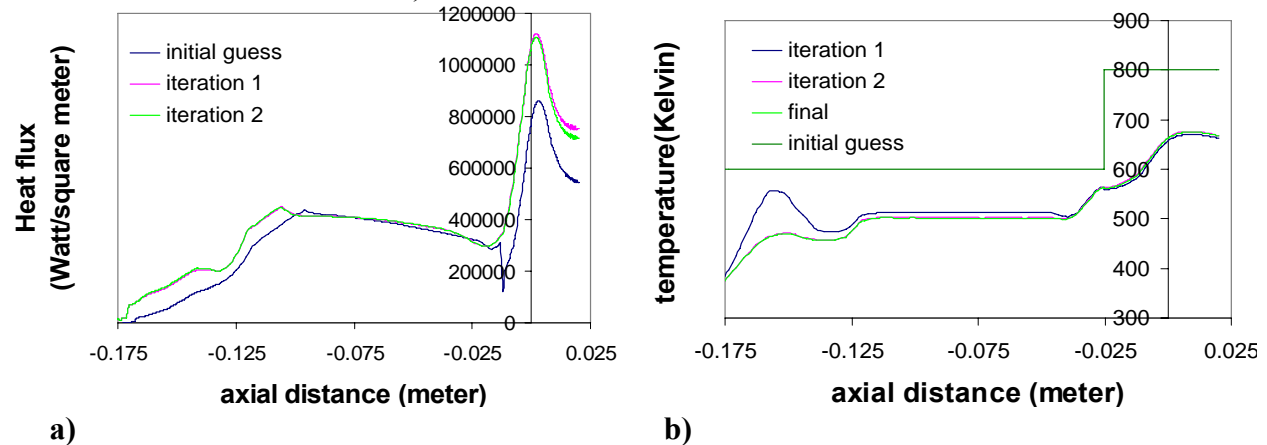 Heat flux
(Watt/square meter)
1200000
1000000
800000
600000
400000
200000
0
initial guess
iteration 1
iteration 2
-0.175
-0.125
-0.075
-0.025
0.025
axial distance (meter)
a)
temperature(Kelvin)
900
800
700
600
500
400
300
iteration 1
iteration 2
final
initial guess
-0.175
-0.125
-0.075
-0.025
0.025
axial distance (meter)
b)